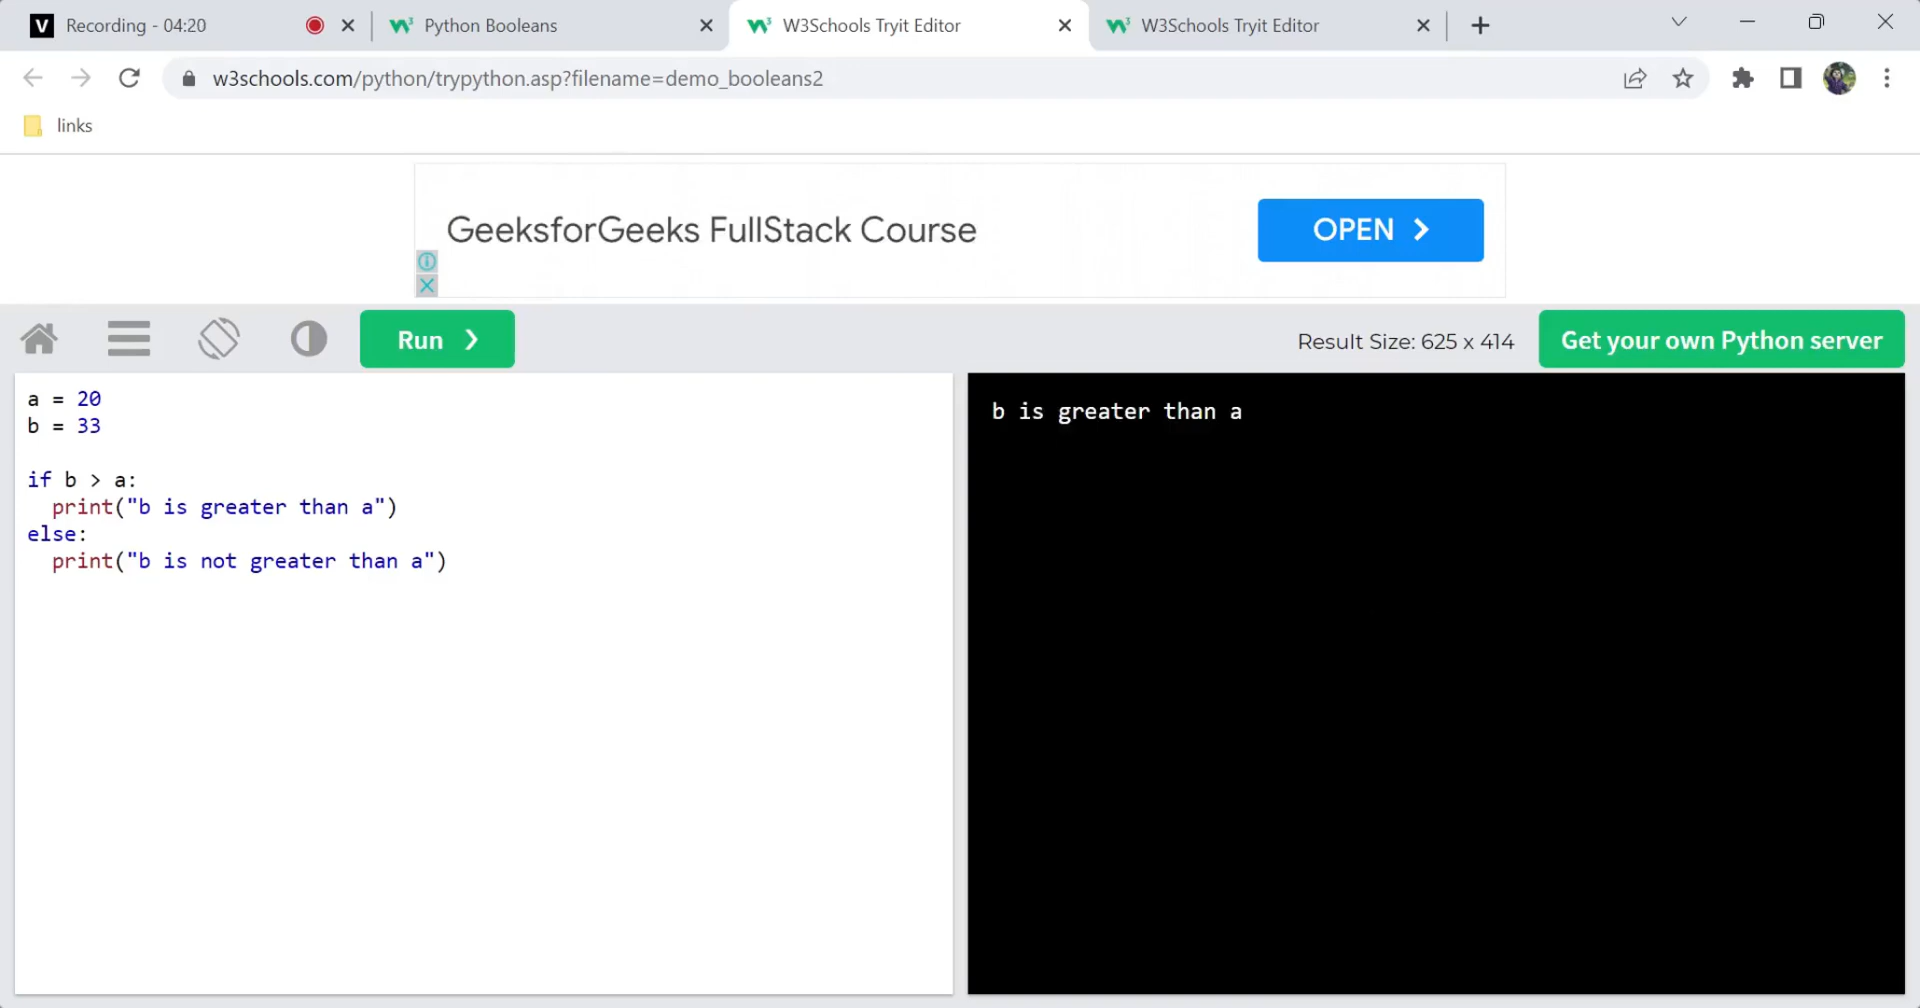 Recording - 04:20
Python Booleans
W3Schools Tryit Editor
W3Schools Tryit Editor
w3schools.com/python/trypython.asp?filename=demo_booleans2
links
GeeksforGeeks FullStack Course
OPEN
Run
Result Size: 625 x 414
Get your own Python server
a = 20
b = 33
if b > a:
  print("b is greater than a")
else:
  print("b is not greater than a")
b is greater than a